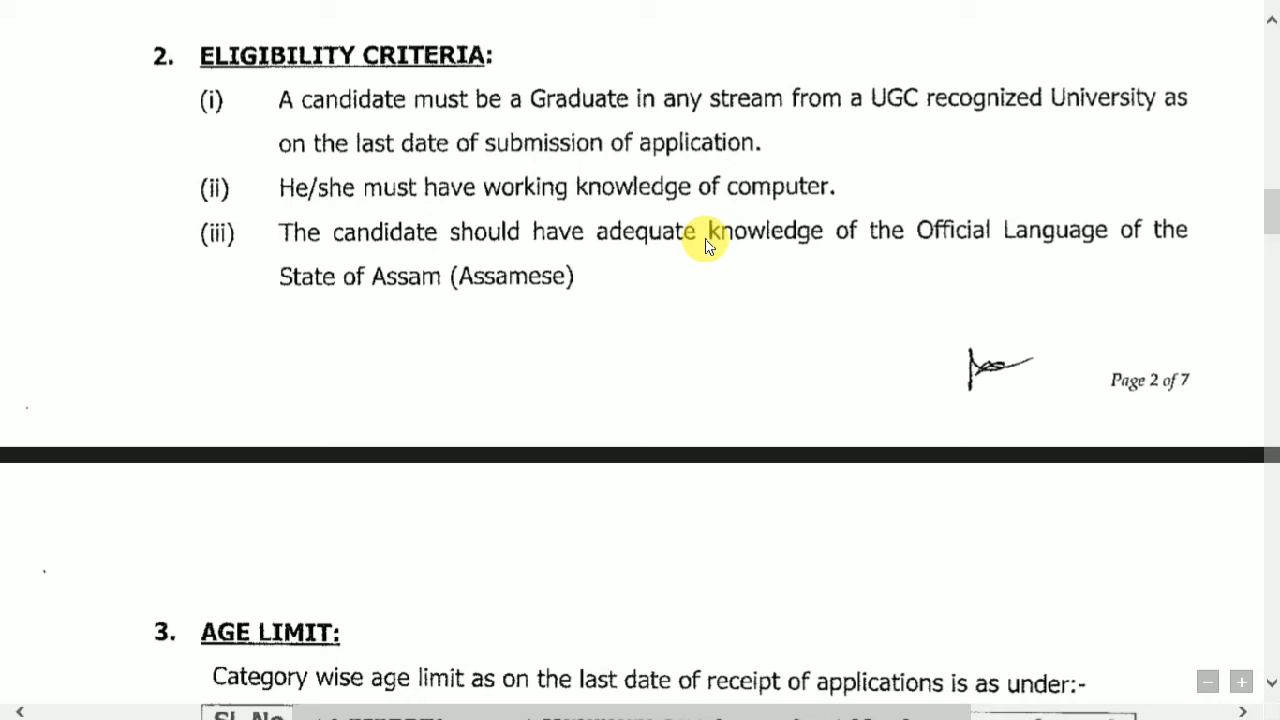 2. ELIGIBILITY CRITERIA:
(i) A candidate must be a Graduate in any stream from a UGC recognized University as
on the last date of submission of application.
(ii) He/she must have working knowledge of computer.
(iii) The candidate should have adequate knowledge of the Official Language of the
State of Assam (Assamese)
Page 2 of 7
3. AGE LIMIT:
Category wise age limit as on the last date of receipt of applications is as under:-